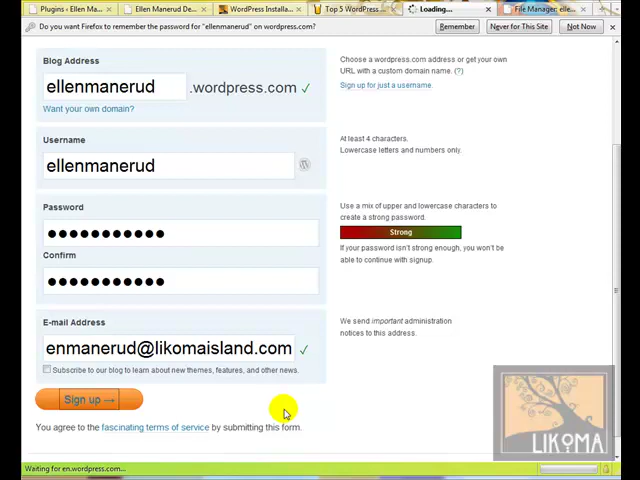 Plugins ‹ Ellen Ma...
Ellen Manerud De...
WordPress Installa...
Top 5 WordPress ...
Loading...
File Manager: elle...
Do you want Firefox to remember the password for "ellenmanerud" on wordpress.com?
Remember
Never for This Site
Not Now
Blog Address
ellenmanerud .wordpress.com ✓
Want your own domain?
Choose a wordpress.com address or get your own
URL with a custom domain name. (?)
Sign up for just a username.
Username
ellenmanerud
At least 4 characters.
Lowercase letters and numbers only.
Password
●●●●●●●●●●●
Use a mix of upper and lowercase characters to
create a strong password.
Strong
If your password isn't strong enough, you won't be
able to continue with signup.
Confirm
●●●●●●●●●●●
E-mail Address
enmanerud@likomaisland.com ✓
We send important administration
notices to this address.
Subscribe to our blog to learn about new themes, features, and other news.
Sign up →
You agree to the fascinating terms of service by submitting this form.
LIKOMA
Waiting for en.wordpress.com...